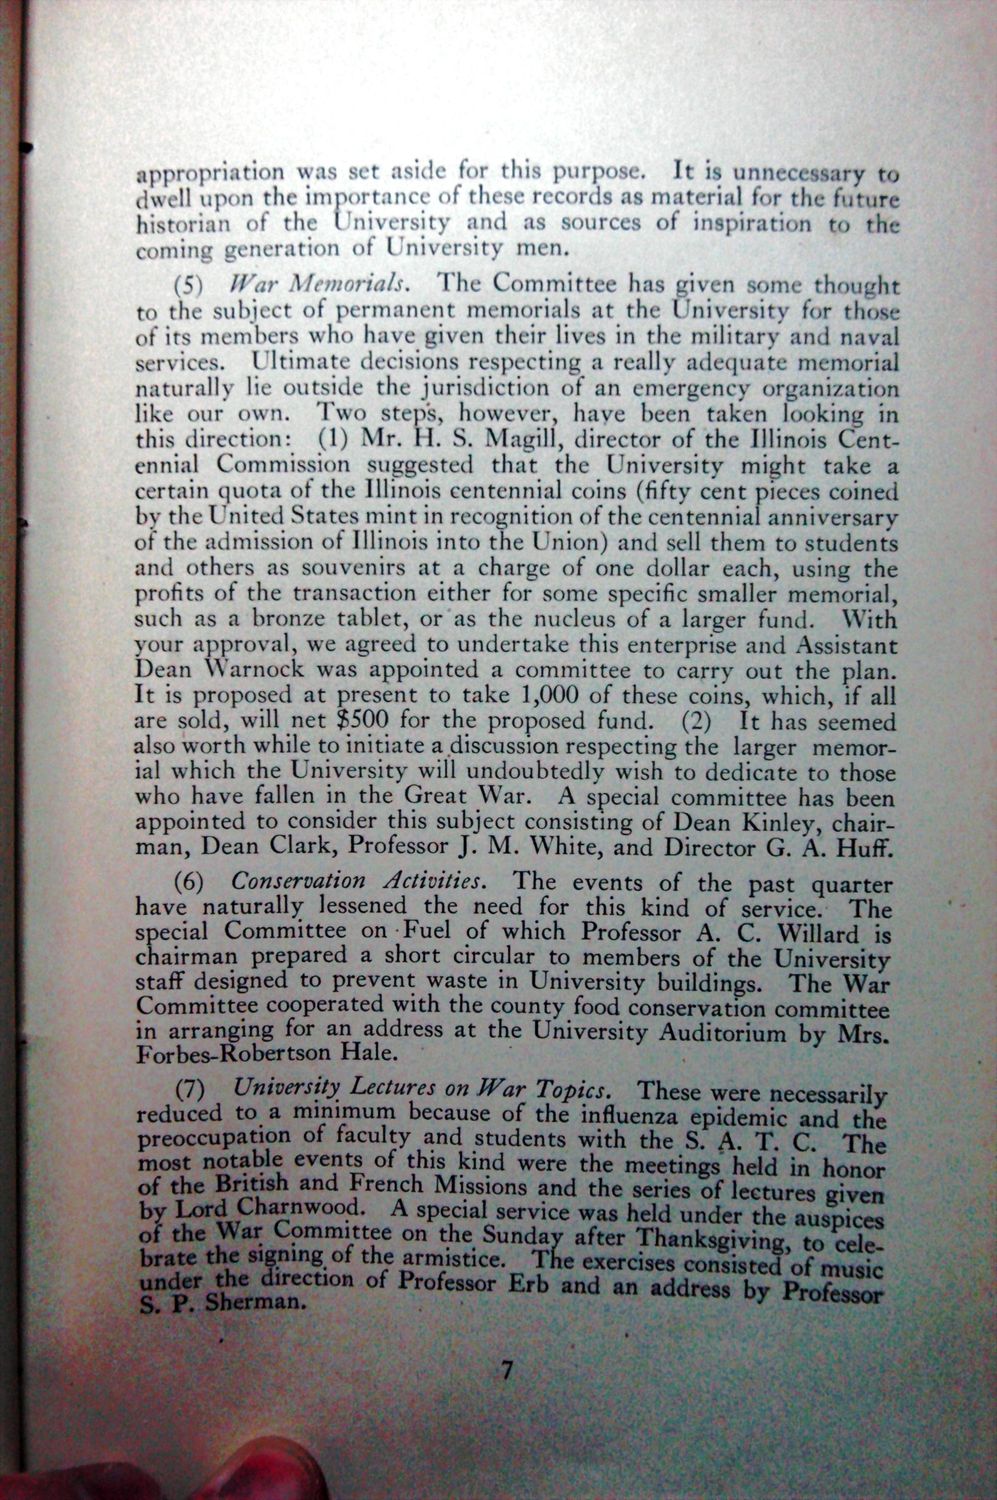 appropriation was set aside for this purpose. It is unnecessary to
dwell upon the importance of these records as material for the future
historian of the University and as sources of inspiration to the
coming generation of University men.
(5) War Memorials. The Committee has given some thought
to the subject of permanent memorials at the University for those
of its members who have given their lives in the military and naval
services. Ultimate decisions respecting a really adequate memorial
naturally lie outside the jurisdiction of an emergency organization
like our own. Two steps, however, have been taken looking in
this direction: (1) Mr. H. S. Magill, director of the Illinois Cent-
ennial Commission suggested that the University might take a
certain quota of the Illinois centennial coins (fifty cent pieces coined
by the United States mint in recognition of the centennial anniversary
of the admission of Illinois into the Union) and sell them to students
and others as souvenirs at a charge of one dollar each, using the
profits of the transaction either for some specific smaller memorial,
such as a bronze tablet, or as the nucleus of a larger fund. With
your approval, we agreed to undertake this enterprise and Assistant
Dean Warnock was appointed a committee to carry out the plan.
It is proposed at present to take 1,000 of these coins, which, if all
are sold, will net $500 for the proposed fund. (2) It has seemed
also worth while to initiate a discussion respecting the larger memor-
ial which the University will undoubtedly wish to dedicate to those
who have fallen in the Great War. A special committee has been
appointed to consider this subject consisting of Dean Kinley, chair-
man, Dean Clark, Professor J. M. White, and Director G. A. Huff.
(6) Conservation Activities. The events of the past quarter
have naturally lessened the need for this kind of service. The
special Committee on Fuel of which Professor A. C. Willard is
chairman prepared a short circular to members of the University
staff designed to prevent waste in University buildings. The War
Committee cooperated with the county food conservation committee
in arranging for an address at the University Auditorium by Mrs.
Forbes-Robertson Hale.
(7) University Lectures on War Topics. These were necessarily
reduced to a minimum because of the influenza epidemic and the
preoccupation of faculty and students with the S. A. T. C. The
most notable events of this kind were the meetings held in honor
of the British and French Missions and the series of lectures given
by Lord Charnwood. A special service was held under the auspices
of the War Committee on the Sunday after Thanksgiving, to cele-
brate the signing of the armistice. The exercises consisted of music
under the direction of Professor Erb and an address by Professor
S. P. Sherman.
7